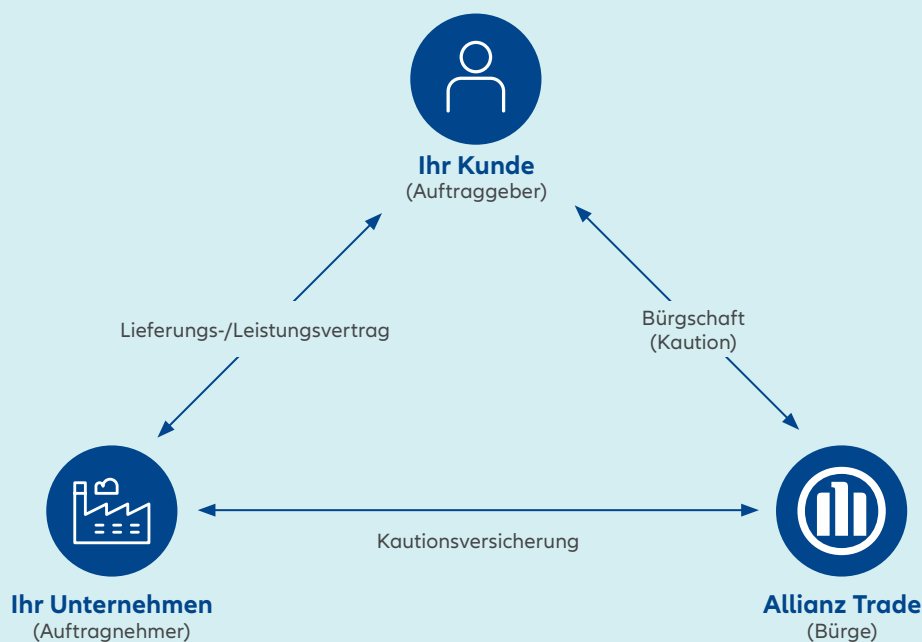 Ihr Kunde
(Auftraggeber)
Lieferungs-/Leistungsvertrag
Bürgschaft
(Kaution)
Kautionsversicherung
Ihr Unternehmen
(Auftragnehmer)
Allianz Trade
(Bürge)